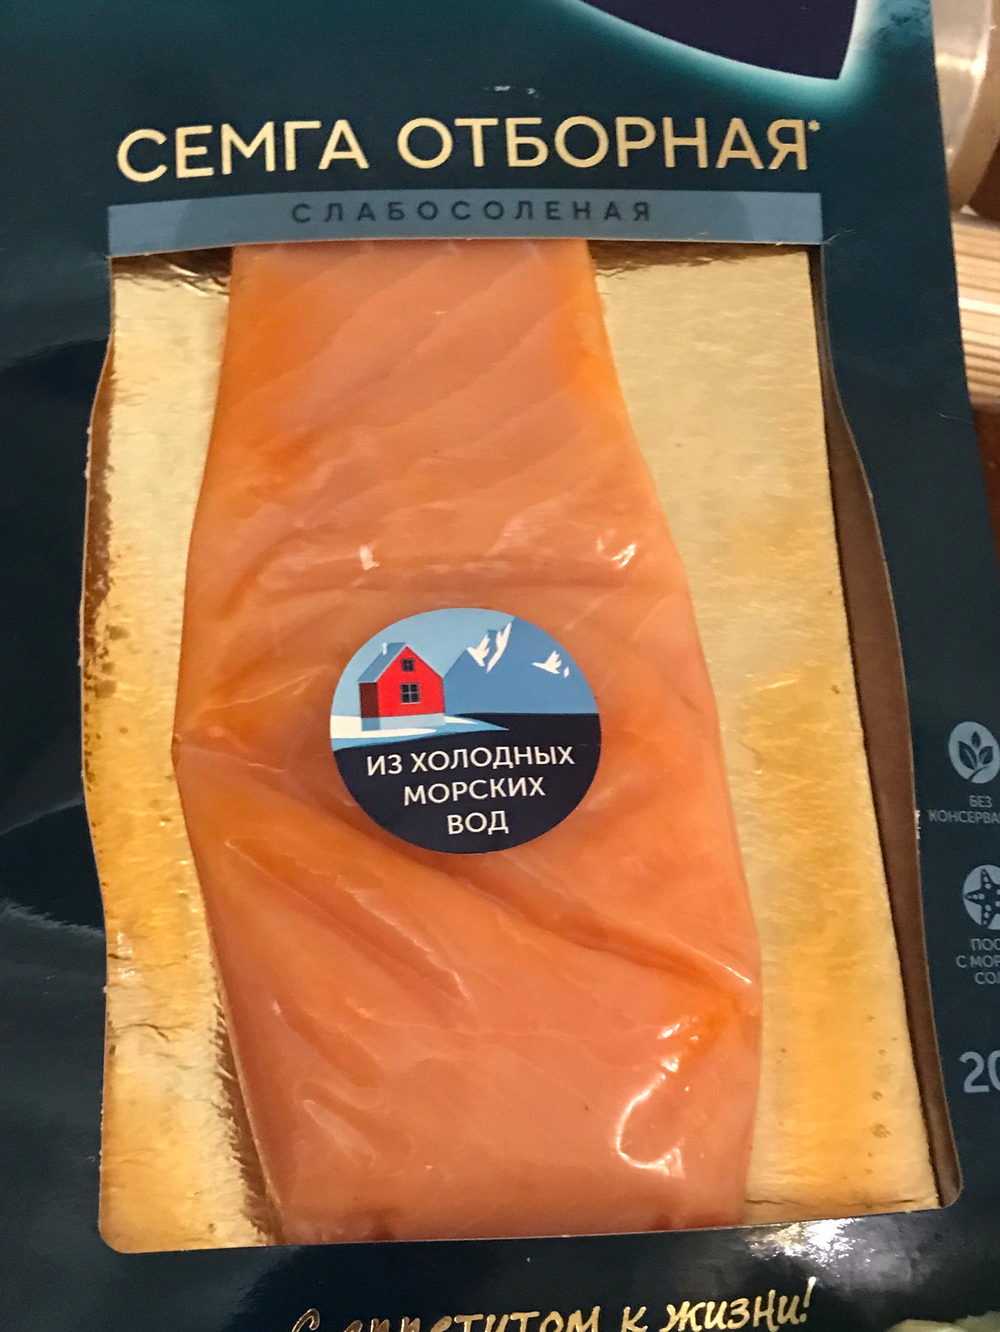 СЕМГА ОТБОРНАЯ*
СЛАБОСОЛЕНАЯ
ИЗ ХОЛОДНЫХ
МОРСКИХ
ВОД
БЕЗ
С аппетитом к жизни!